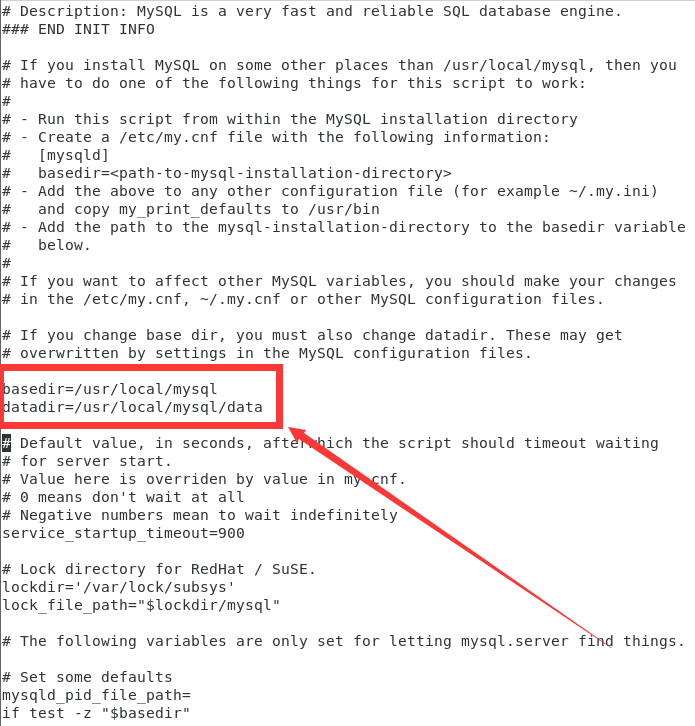 # Description: MySQL is a very fast and reliable SQL database engine.
### END INIT INFO
# If you install MySQL on some other places than /usr/local/mysql, then you
# have to do one of the following things for this script to work:
#
# - Run this script from within the MySQL installation directory
# - Create a /etc/my.cnf file with the following information:
#   [mysqld]
#   basedir=<path-to-mysql-installation-directory>
# - Add the above to any other configuration file (for example ~/.my.ini)
#   and copy my_print_defaults to /usr/bin
# - Add the path to the mysql-installation-directory to the basedir variable
#   below.
#
# If you want to affect other MySQL variables, you should make your changes
# in the /etc/my.cnf, ~/.my.cnf or other MySQL configuration files.
# If you change base dir, you must also change datadir. These may get
# overwritten by settings in the MySQL configuration files.
basedir=/usr/local/mysql
datadir=/usr/local/mysql/data
# Default value, in seconds, afterwhich the script should timeout waiting
# for server start.
# Value here is overriden by value in my.cnf.
# 0 means don't wait at all
# Negative numbers mean to wait indefinitely
service_startup_timeout=900
# Lock directory for RedHat / SuSE.
lockdir='/var/lock/subsys'
lock_file_path="$lockdir/mysql"
# The following variables are only set for letting mysql.server find things.
# Set some defaults
mysqld_pid_file_path=
if test -z "$basedir"